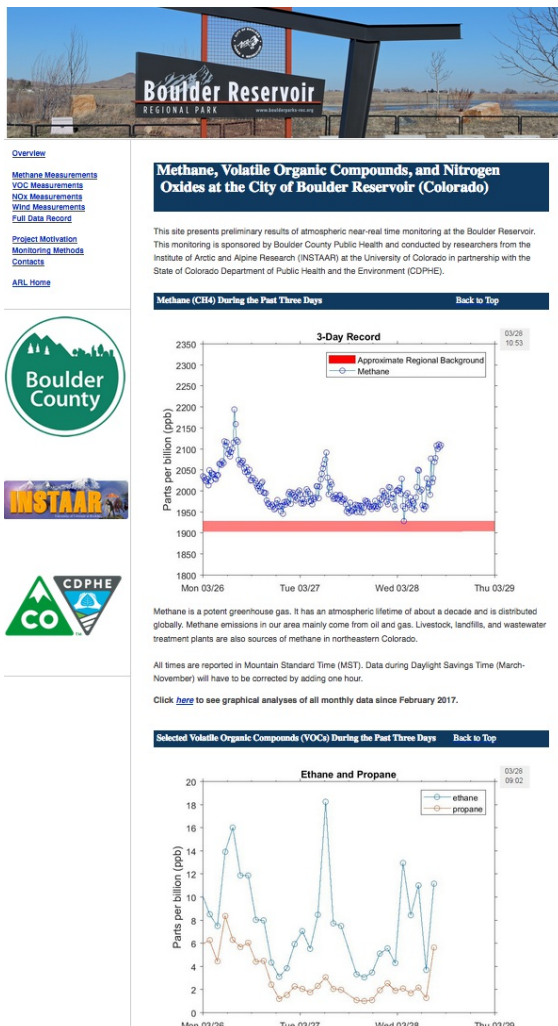 Boulder Reservoir
REGIONAL PARK
www.boulderparks-rec.org
Overview
Methane Measurements
VOC Measurements
NOx Measurements
Wind Measurements
Full Data Record
Project Motivation
Monitoring Methods
Contacts
ARL Home
Boulder
County
INSTAAR
CO
CDPHE
TM
Methane, Volatile Organic Compounds, and Nitrogen
Oxides at the City of Boulder Reservoir (Colorado)
This site presents preliminary results of atmospheric near-real time monitoring at the Boulder Reservoir.
This monitoring is sponsored by Boulder County Public Health and conducted by researchers from the
Institute of Arctic and Alpine Research (INSTAAR) at the University of Colorado in partnership with the
State of Colorado Department of Public Health and the Environment (CDPHE).
Methane (CH4) During the Past Three Days Back to Top
3-Day Record
03/28
10:53
Approximate Regional Background
Methane
Parts per billion (ppb)
2350
2300
2250
2200
2150
2100
2050
2000
1950
1900
1850
1800
Mon 03/26 Tue 03/27 Wed 03/28 Thu 03/29
Methane is a potent greenhouse gas. It has an atmospheric lifetime of about a decade and is distributed
globally. Methane emissions in our area mainly come from oil and gas. Livestock, landfills, and wastewater
treatment plants are also sources of methane in northeastern Colorado.
All times are reported in Mountain Standard Time (MST). Data during Daylight Savings Time (March-
November) will have to be corrected by adding one hour.
Click here to see graphical analyses of all monthly data since February 2017.
Selected Volatile Organic Compounds (VOCs) During the Past Three Days Back to Top
Ethane and Propane
03/28
09:02
ethane
propane
Parts per billion (ppb)
20
18
16
14
12
10
8
6
4
2
0
Mon 03/26 Tue 03/27 Wed 03/28 Thu 03/29